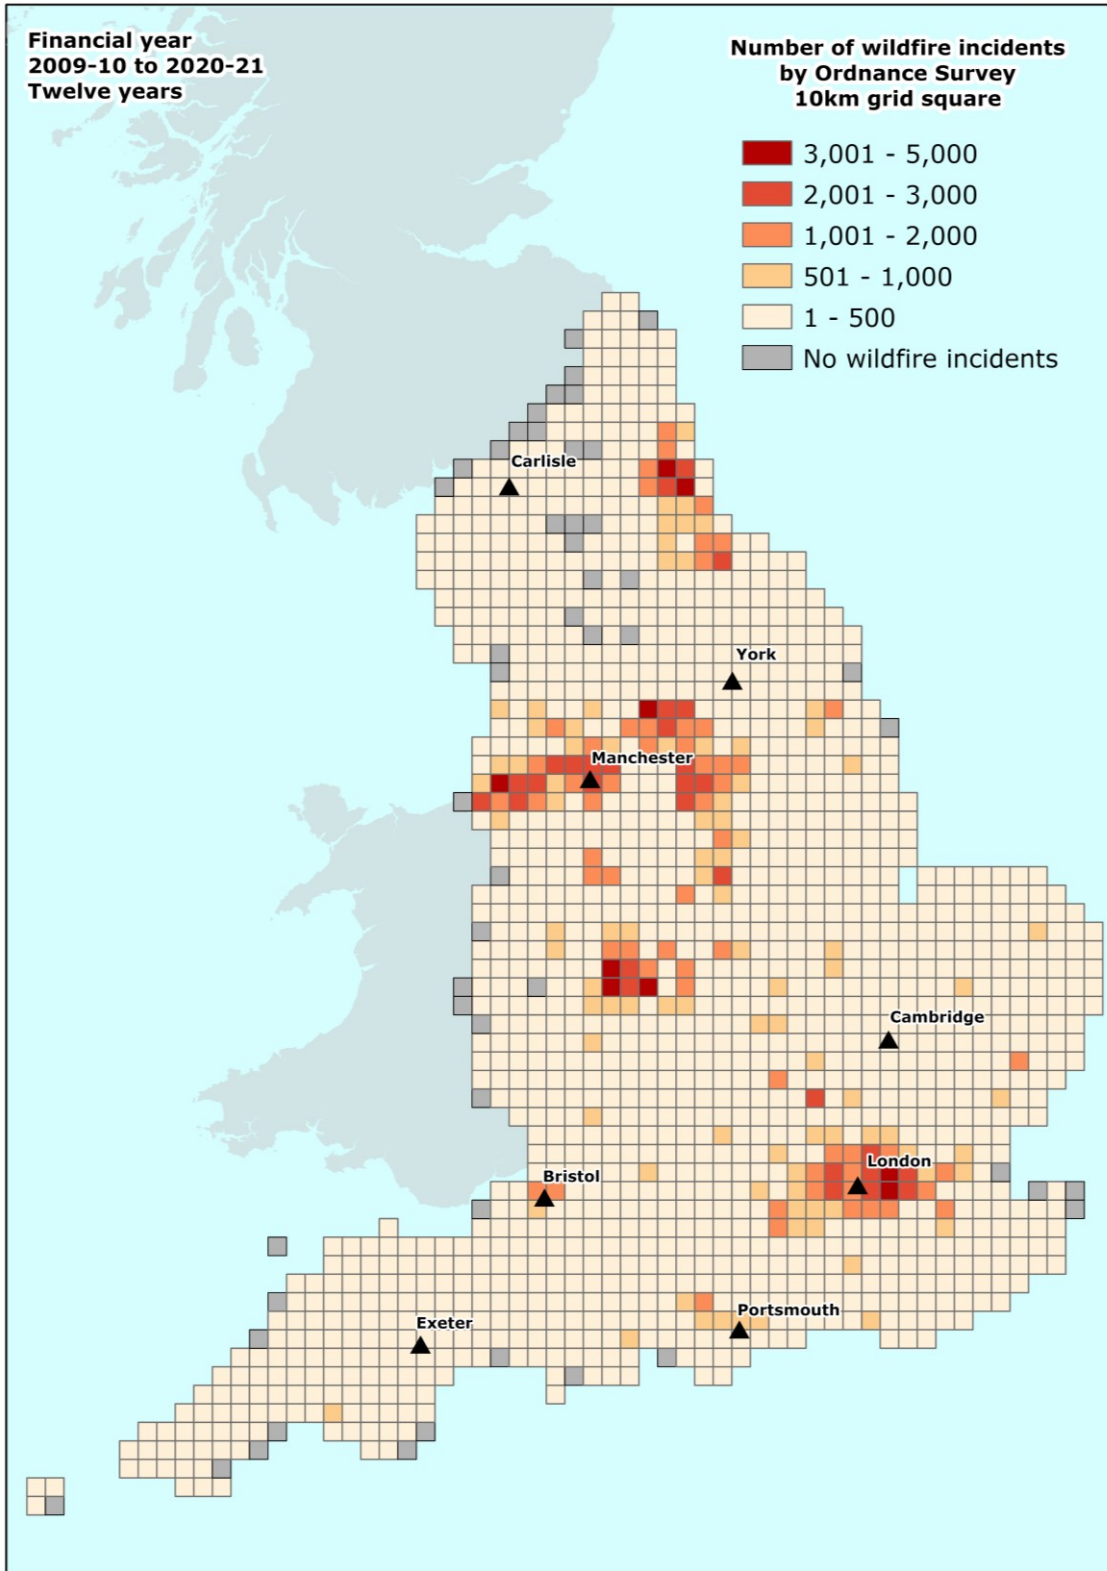 Financial year
2009-10 to 2020-21
Twelve years
Number of wildfire incidents
by Ordnance Survey
10km grid square
3,001 - 5,000
2,001 - 3,000
1,001 - 2,000
501 - 1,000
1 - 500
No wildfire incidents
Carlisle
York
Manchester
Cambridge
London
Bristol
Portsmouth
Exeter